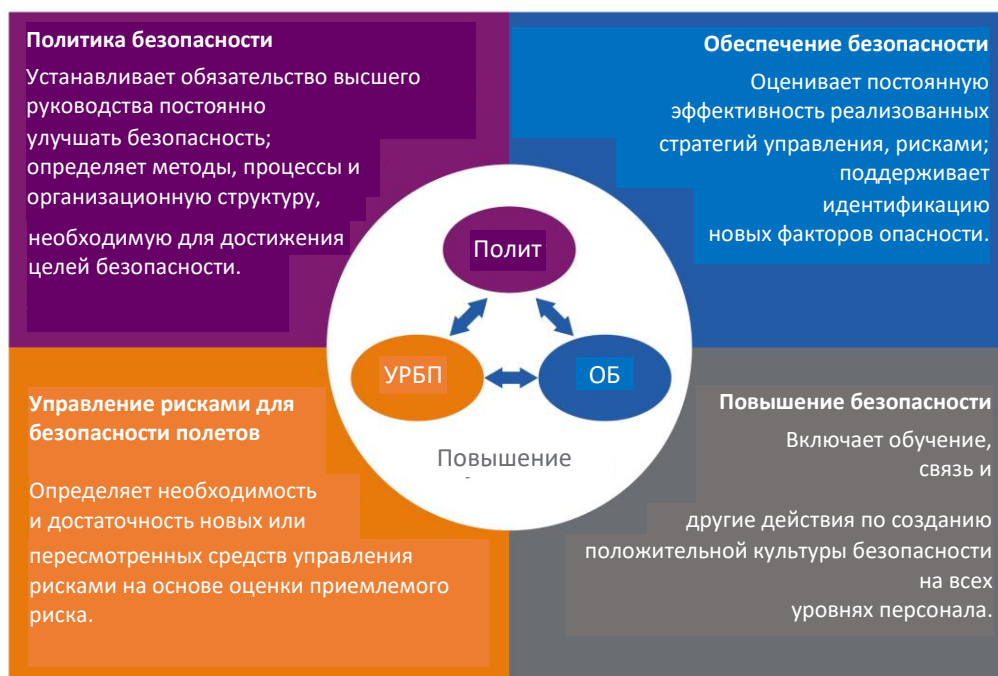 Политика безопасности
Устанавливает обязательство высшего
руководства постоянно
улучшать безопасность;
определяет методы, процессы и
организационную структуру,
необходимую для достижения
целей безопасности.
Обеспечение безопасности
Оценивает постоянную
эффективность реализованных
стратегий управления, рисками;
поддерживает
идентификацию
новых факторов опасности.
Полит
УРБП
ОБ
Повышение
Управление рисками для
безопасности полетов
Определяет необходимость
и достаточность новых или
пересмотренных средств управления
рисками на основе оценки приемлемого
риска.
Повышение безопасности
Включает обучение,
связь и
другие действия по созданию
положительной культуры безопасности
на всех
уровнях персонала.